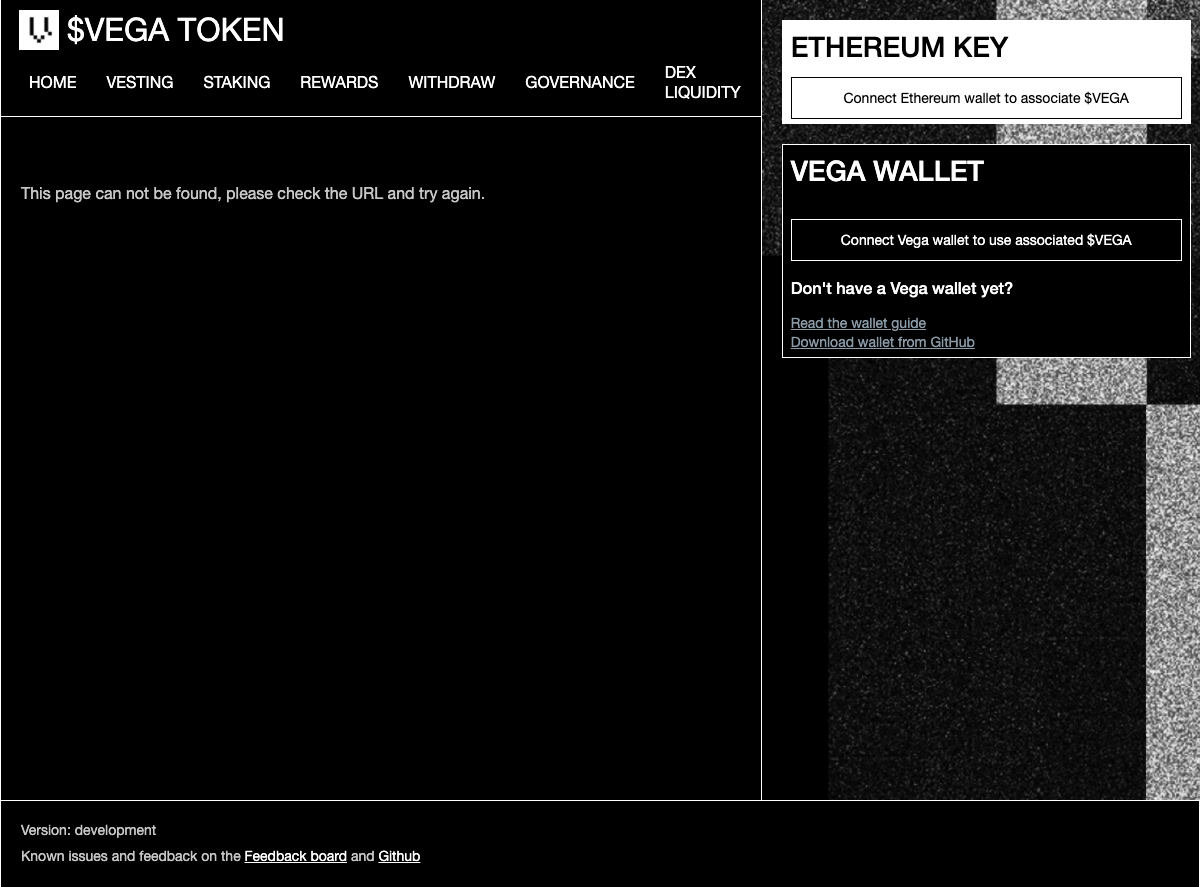 $VEGA TOKEN
HOME
VESTING
STAKING
REWARDS
WITHDRAW
GOVERNANCE
DEX
LIQUIDITY
This page can not be found, please check the URL and try again.
ETHEREUM KEY
Connect Ethereum wallet to associate $VEGA
VEGA WALLET
Connect Vega wallet to use associated $VEGA
Don't have a Vega wallet yet?
Read the wallet guide
Download wallet from GitHub
Version: development
Known issues and feedback on the Feedback board and Github